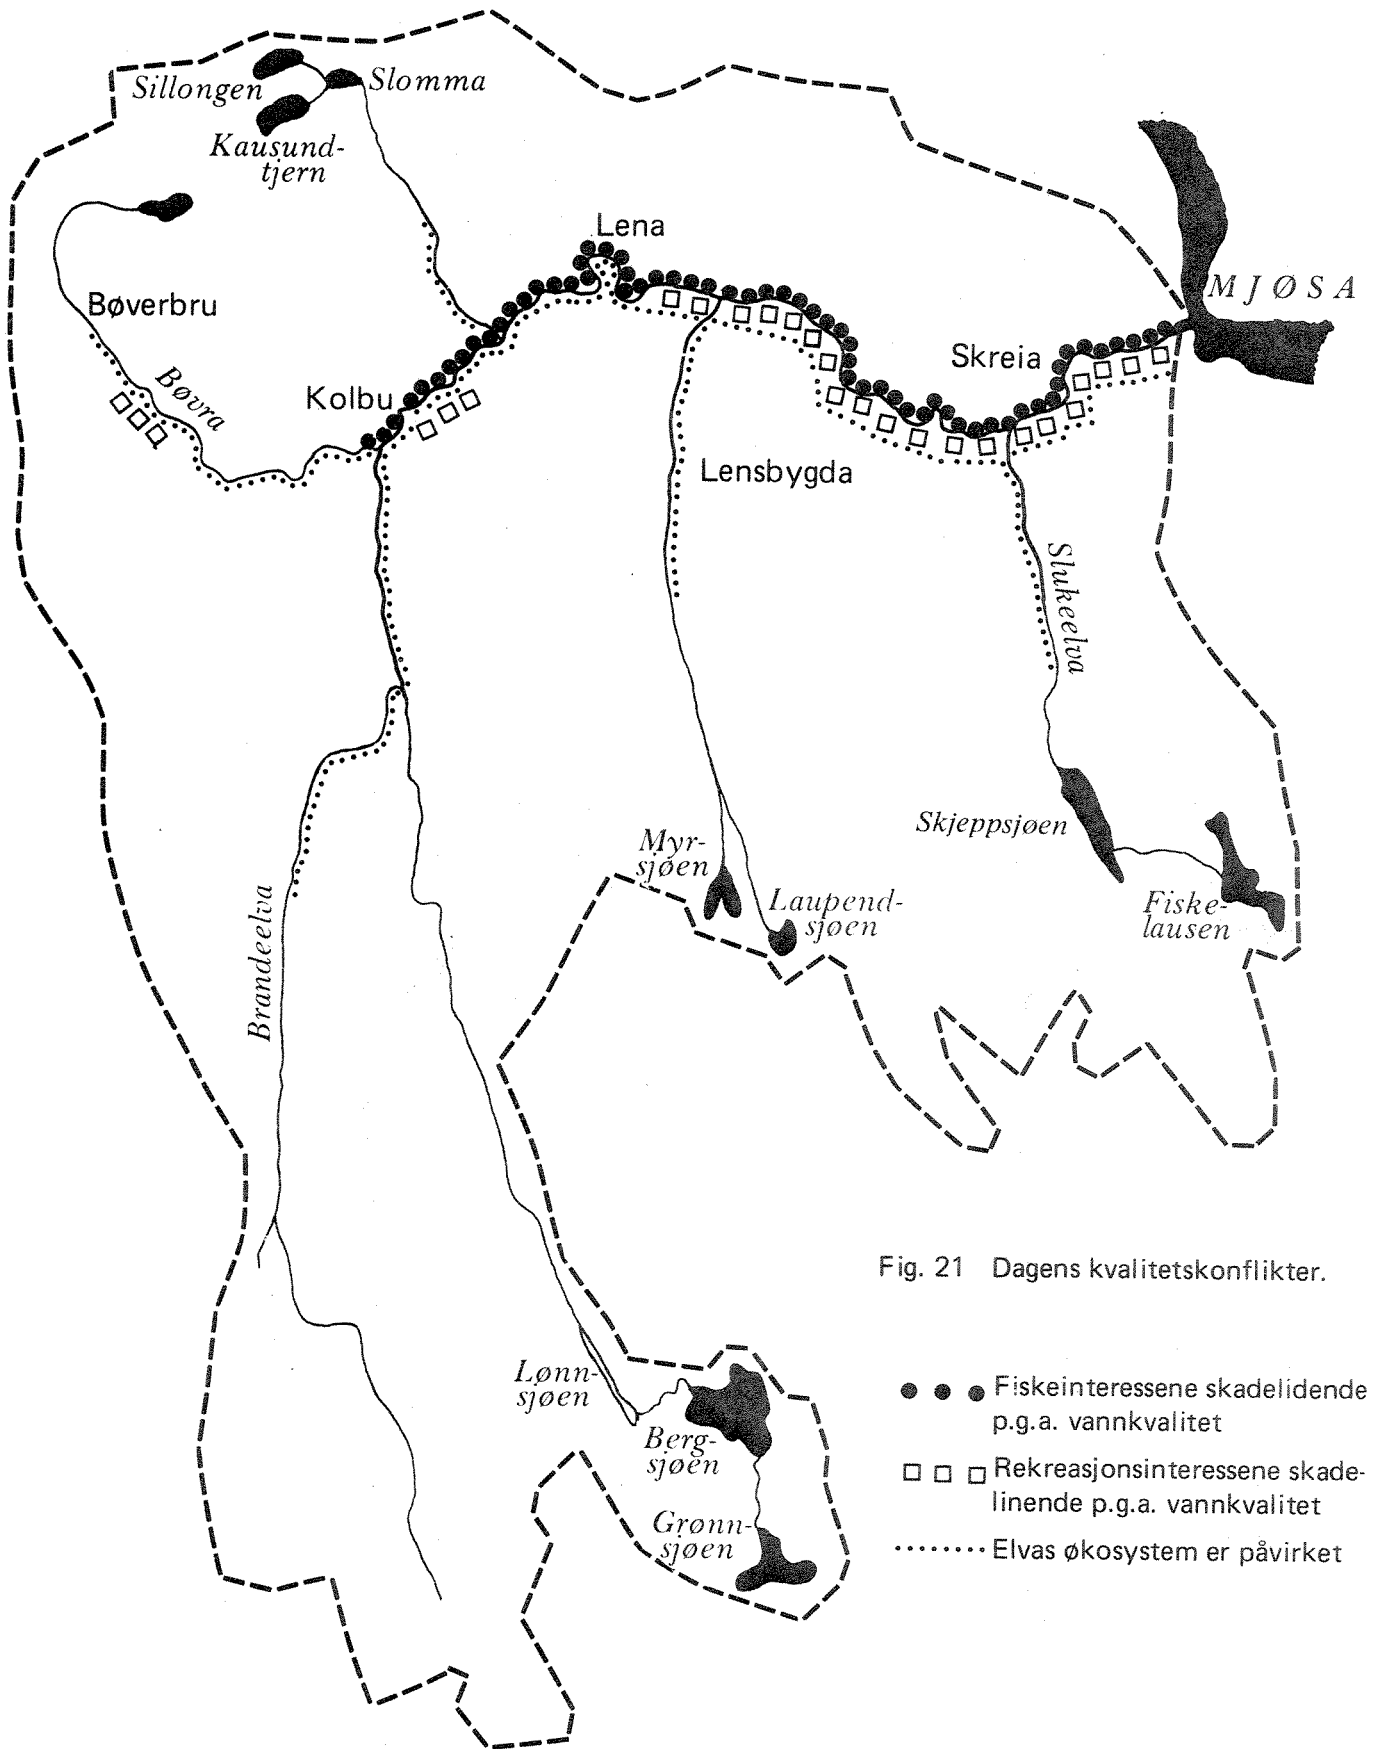 Sillongen
Slomma
Kausund-
tjern
Lena
MJØSA
Bøverbru
Bøvra
Kolbu
Skreia
Lensbygda
Slukeelva
Skjeppsjøen
Myr-
sjøen
Laupend-
sjøen
Fiske-
lausen
Brandeelva
Fig. 21 Dagens kvalitetskonflikter.
Lønn-
sjøen
Berg-
sjøen
Grønn-
sjøen
Fiskeinteressene skadelidende
p.g.a. vannkvalitet
Rekreasjonsinteressene skade-
linende p.g.a. vannkvalitet
Elvas økosystem er påvirket